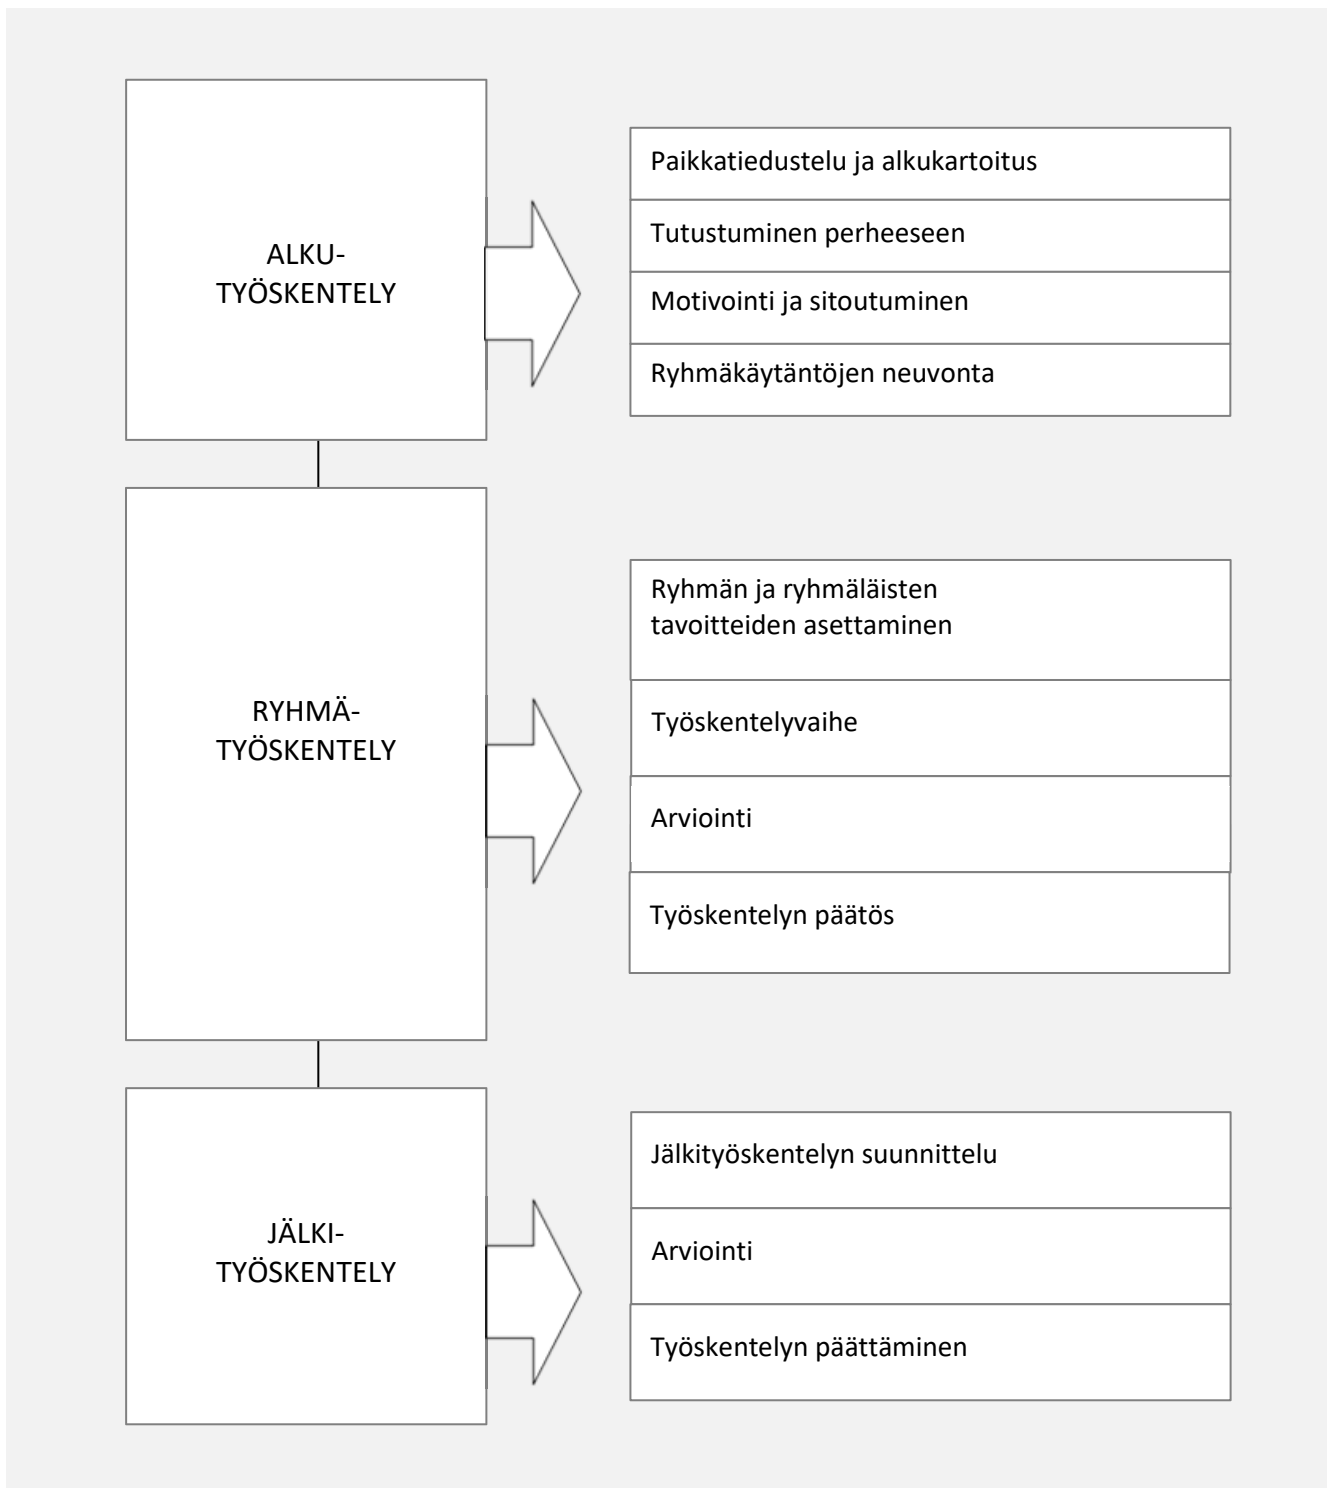 ALKU-
TYÖSKENTELY
Paikkatiedustelu ja alkukartoitus
Tutustuminen perheeseen
Motivointi ja sitoutuminen
Ryhmäkäytäntöjen neuvonta
RYHMÄ-
TYÖSKENTELY
Ryhmän ja ryhmäläisten
tavoitteiden asettaminen
Työskentelyvaihe
Arviointi
Työskentelyn päätös
JÄLKI-
TYÖSKENTELY
Jälkityöskentelyn suunnittelu
Arviointi
Työskentelyn päättäminen